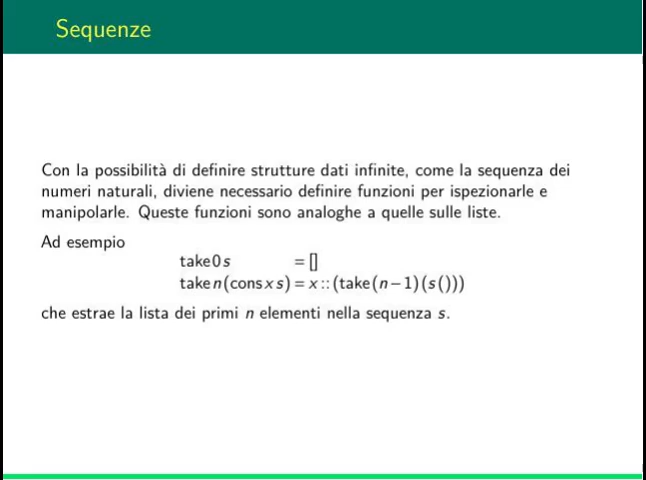 Sequenze
Con la possibilità di definire strutture dati infinite, come la sequenza dei
numeri naturali, diviene necessario definire funzioni per ispezionarle e
manipolarle. Queste funzioni sono analoghe a quelle sulle liste.
Ad esempio
take 0 s = []
take n (cons x s) = x :: (take (n − 1) (s ()))
che estrae la lista dei primi n elementi nella sequenza s.